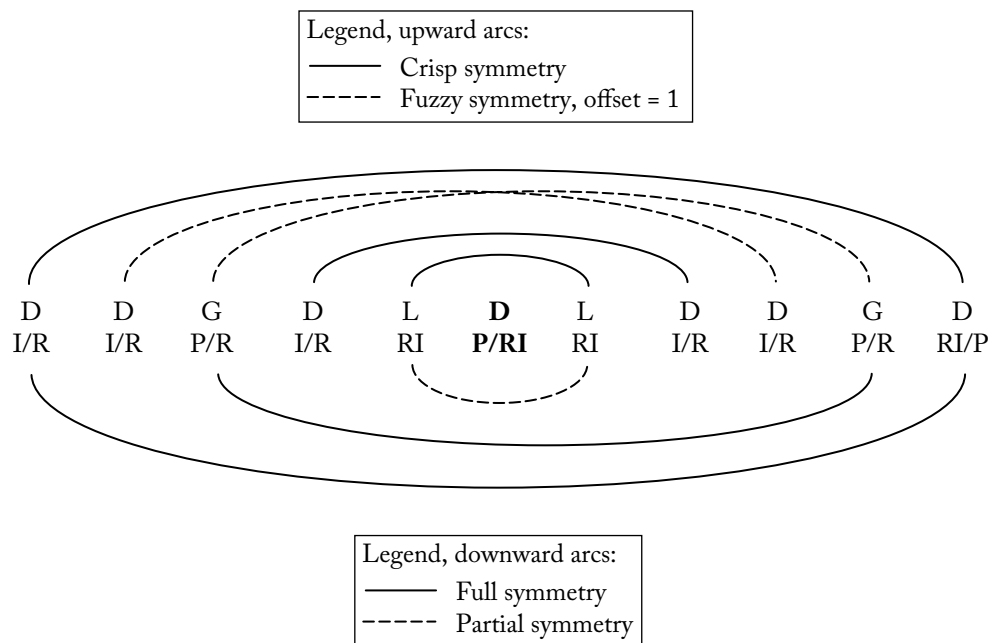 Legend, upward arcs:
Crisp symmetry
Fuzzy symmetry, offset = 1
D D G D L D L D D G D
I/R I/R P/R I/R RI P/RI RI I/R I/R P/R RI/P
Legend, downward arcs:
Full symmetry
Partial symmetry